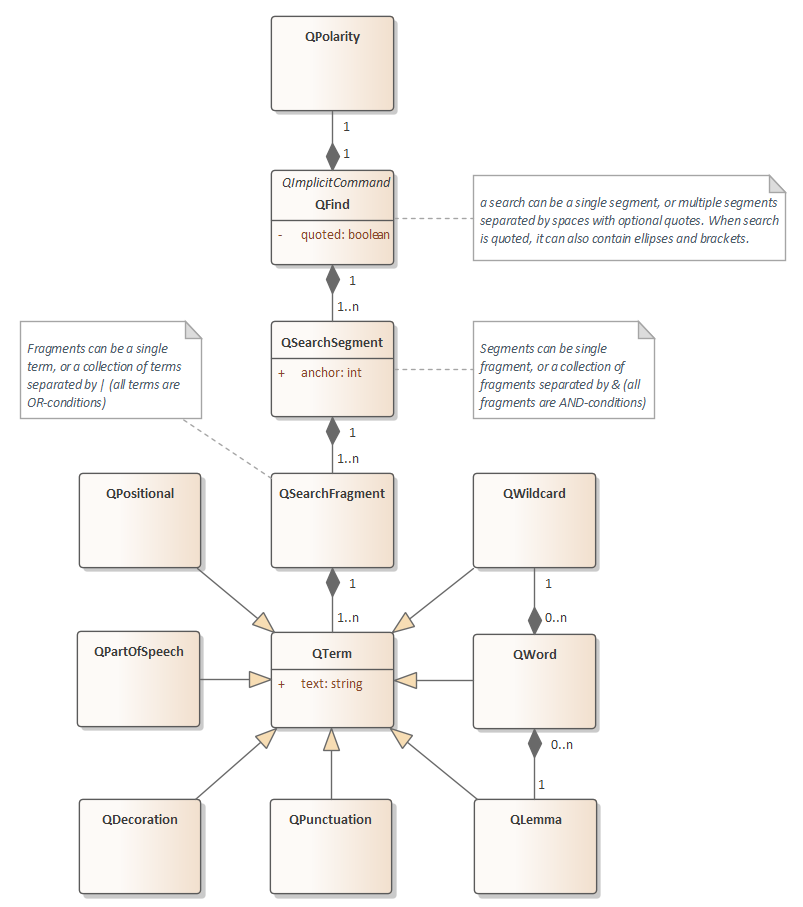 QPolarity
1
1
QImplicitCommand
QFind
- quoted: boolean
a search can be a single segment, or multiple segments
separated by spaces with optional quotes. When search
is quoted, it can also contain ellipses and brackets.
1
1..n
QSearchSegment
+ anchor: int
Fragments can be a single
term, or a collection of terms
separated by | (all terms are
OR-conditions)
Segments can be single
fragment, or a collection of
fragments separated by & (all
fragments are AND-conditions)
1
1..n
QPositional
QSearchFragment
QWildcard
1
1..n
1
0..n
QPartOfSpeech
QTerm
+ text: string
QWord
0..n
1
QDecoration
QPunctuation
QLemma